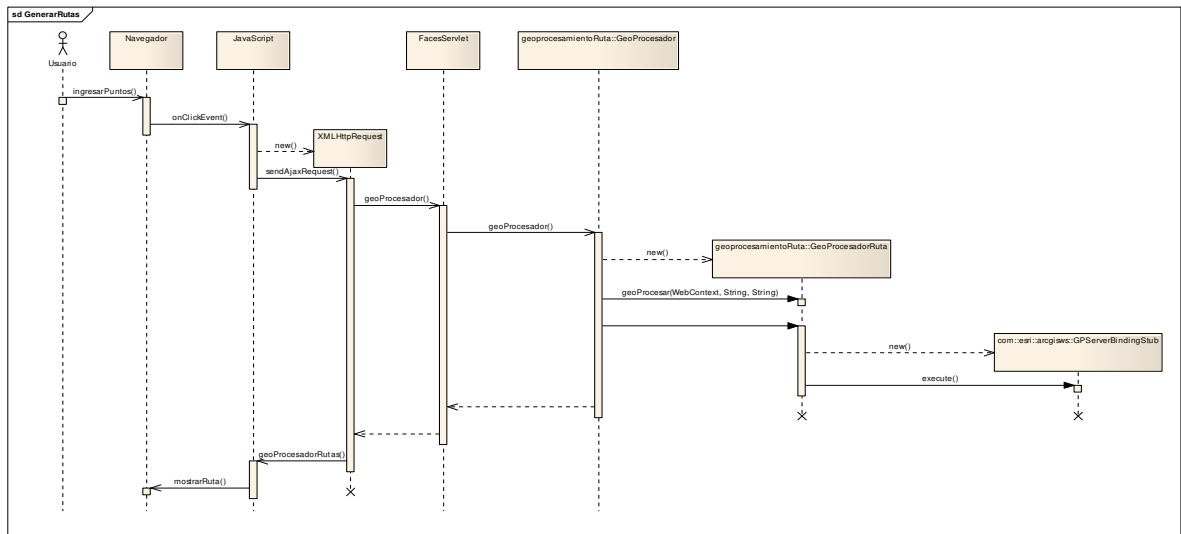 sd GenerarRutas
Usuario
Navegador
JavaScript
FacesServlet
geoprocesamientoRuta::GeoProcesador
ingresarPuntos()
onClickEvent()
XMLHttpRequest
new()
sendAjaxRequest()
geoProcesador()
geoProcesador()
geoprocesamientoRuta::GeoProcesadorRuta
new()
geoProcesar(WebContext, String, String)
com::esri::arcgisws::GPServerBindingStub
new()
execute()
geoProcesadorRutas()
mostrarRuta()